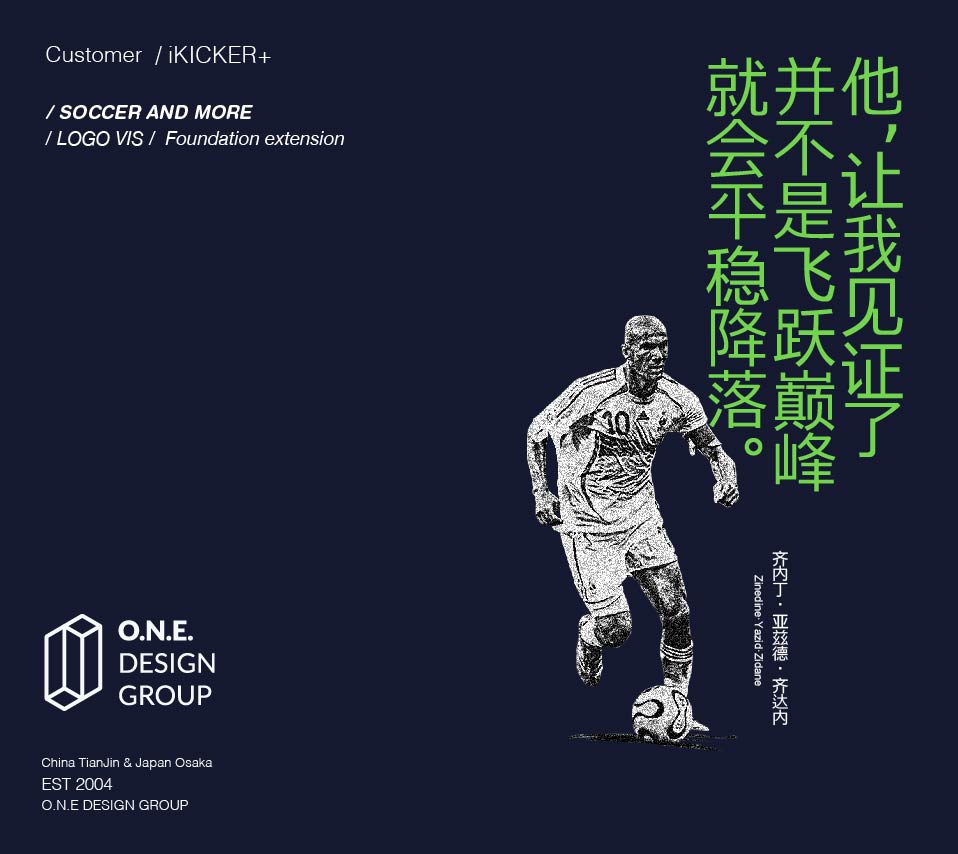 Customer / iKICKER+
/ SOCCER AND MORE
/ LOGO VIS / Foundation extension
他，让我见证了
并不是飞跃巅峰
就会平稳降落。
10
齐内丁·亚兹德·齐达内
Zinedine·Yazid·Zidane
O.N.E.
DESIGN
GROUP
China TianJin & Japan Osaka
EST 2004
O.N.E DESIGN GROUP